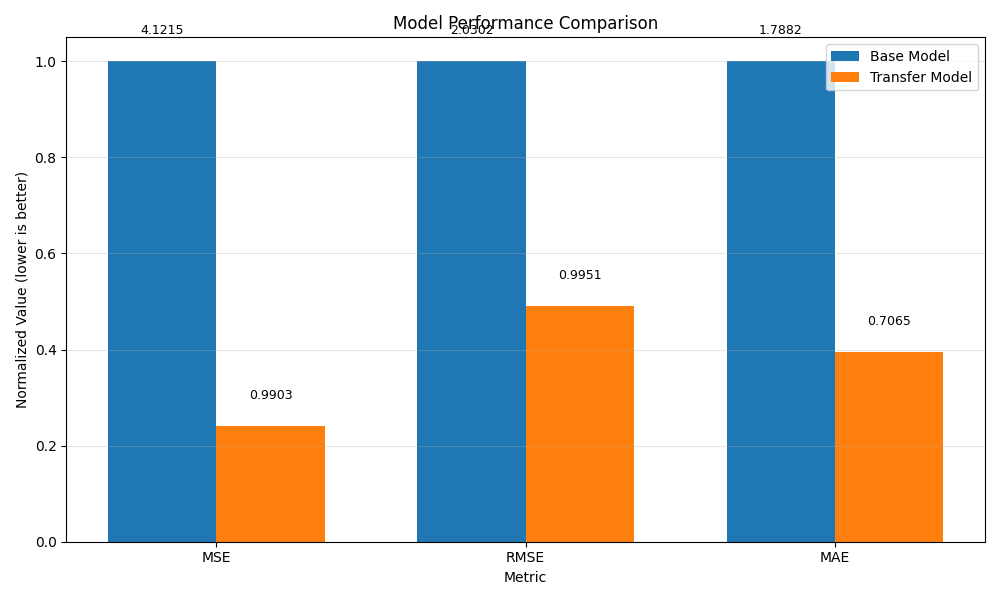 Model Performance Comparison
4.1215
2.0302
1.7882
Base Model
Transfer Model
1.0
0.8
0.6
0.4
0.2
0.0
Normalized Value (lower is better)
0.9903
0.9951
0.7065
MSE
RMSE
MAE
Metric